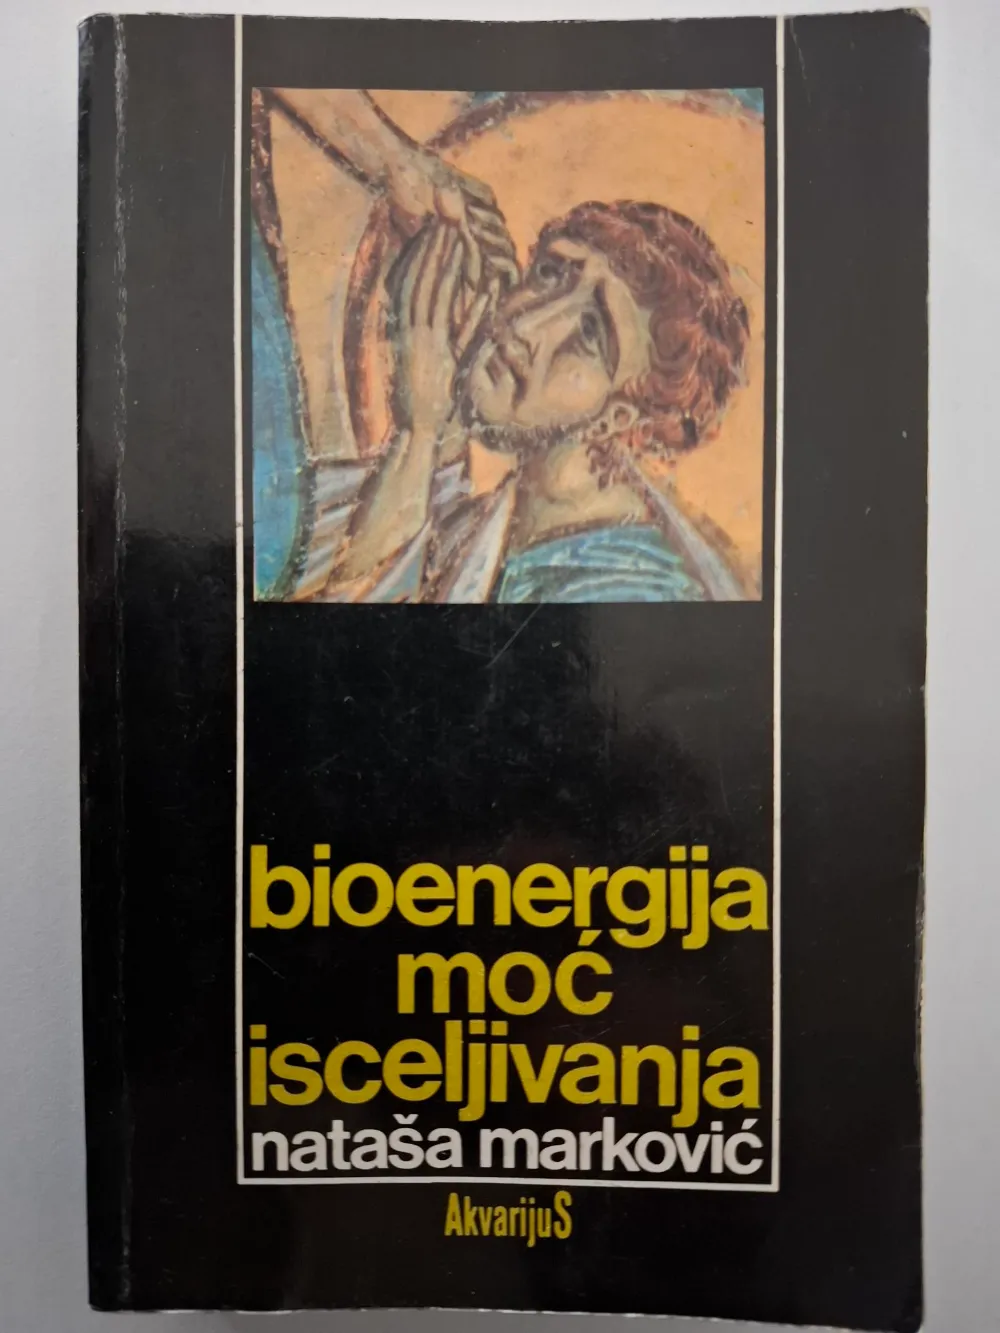 bioenergija
moć
isceljivanja
nataša marković
AkvarijuS